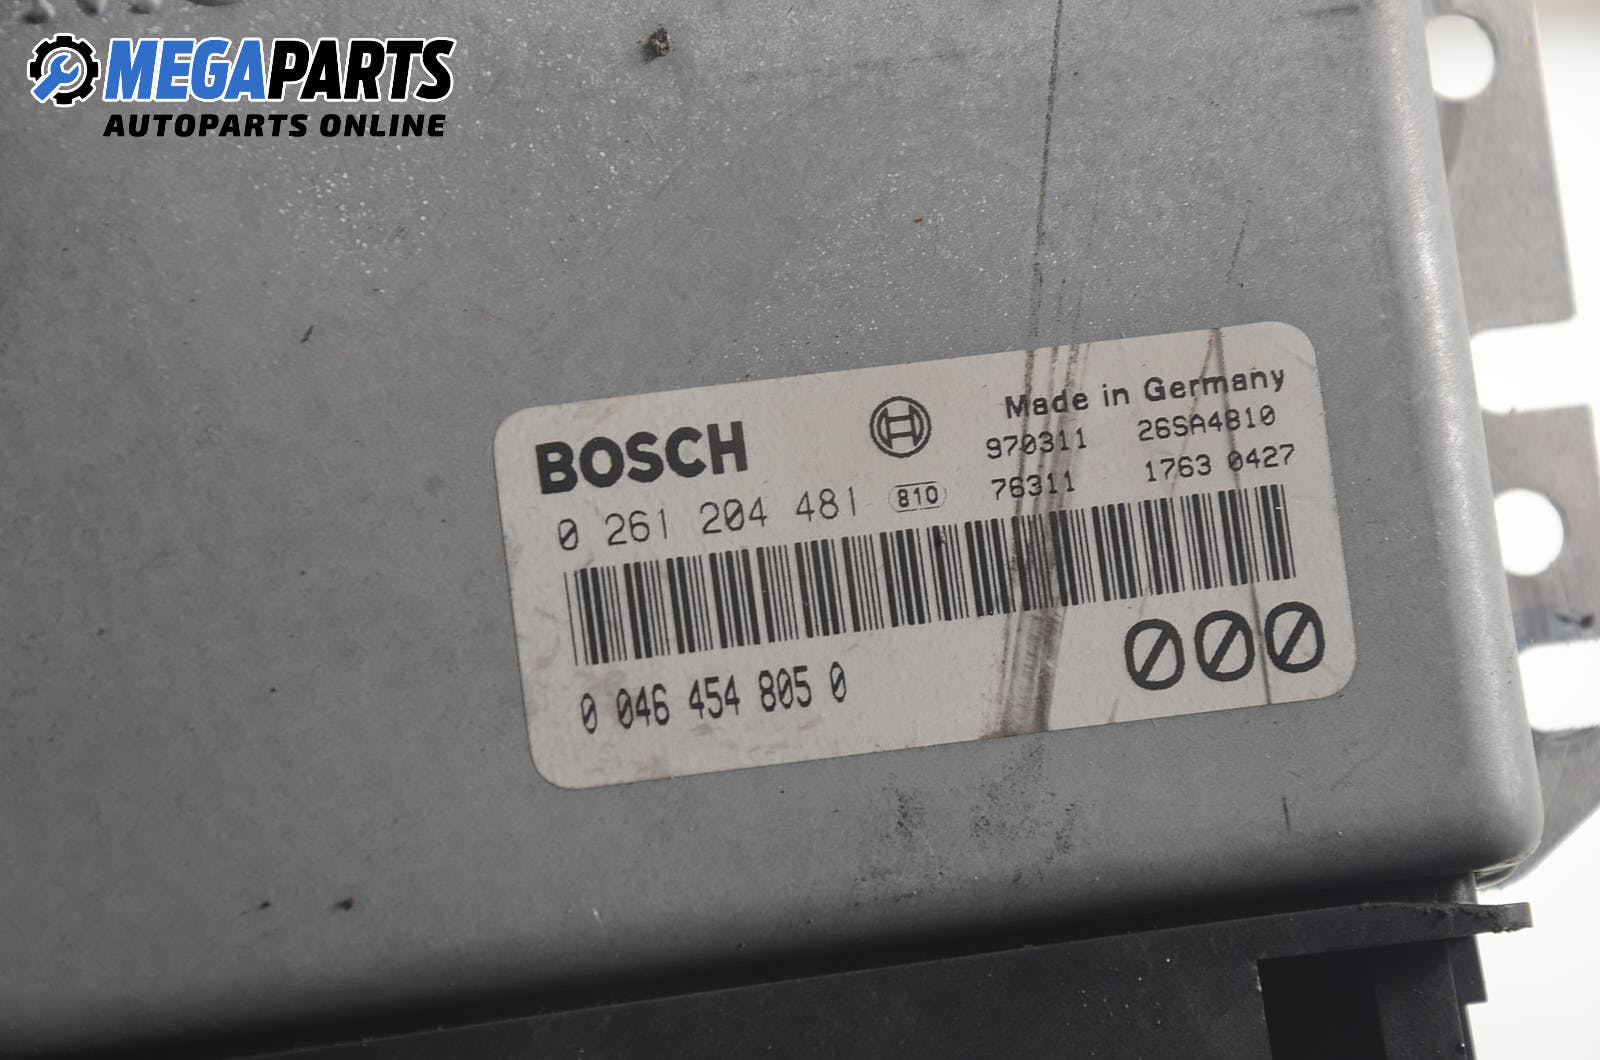 MEGAPARTS
AUTOPARTS ONLINE
BOSCH
Made in Germany
970311 26SA4810
0 261 204 481 810 76311 1763 0427
0 046 454 805 0
000